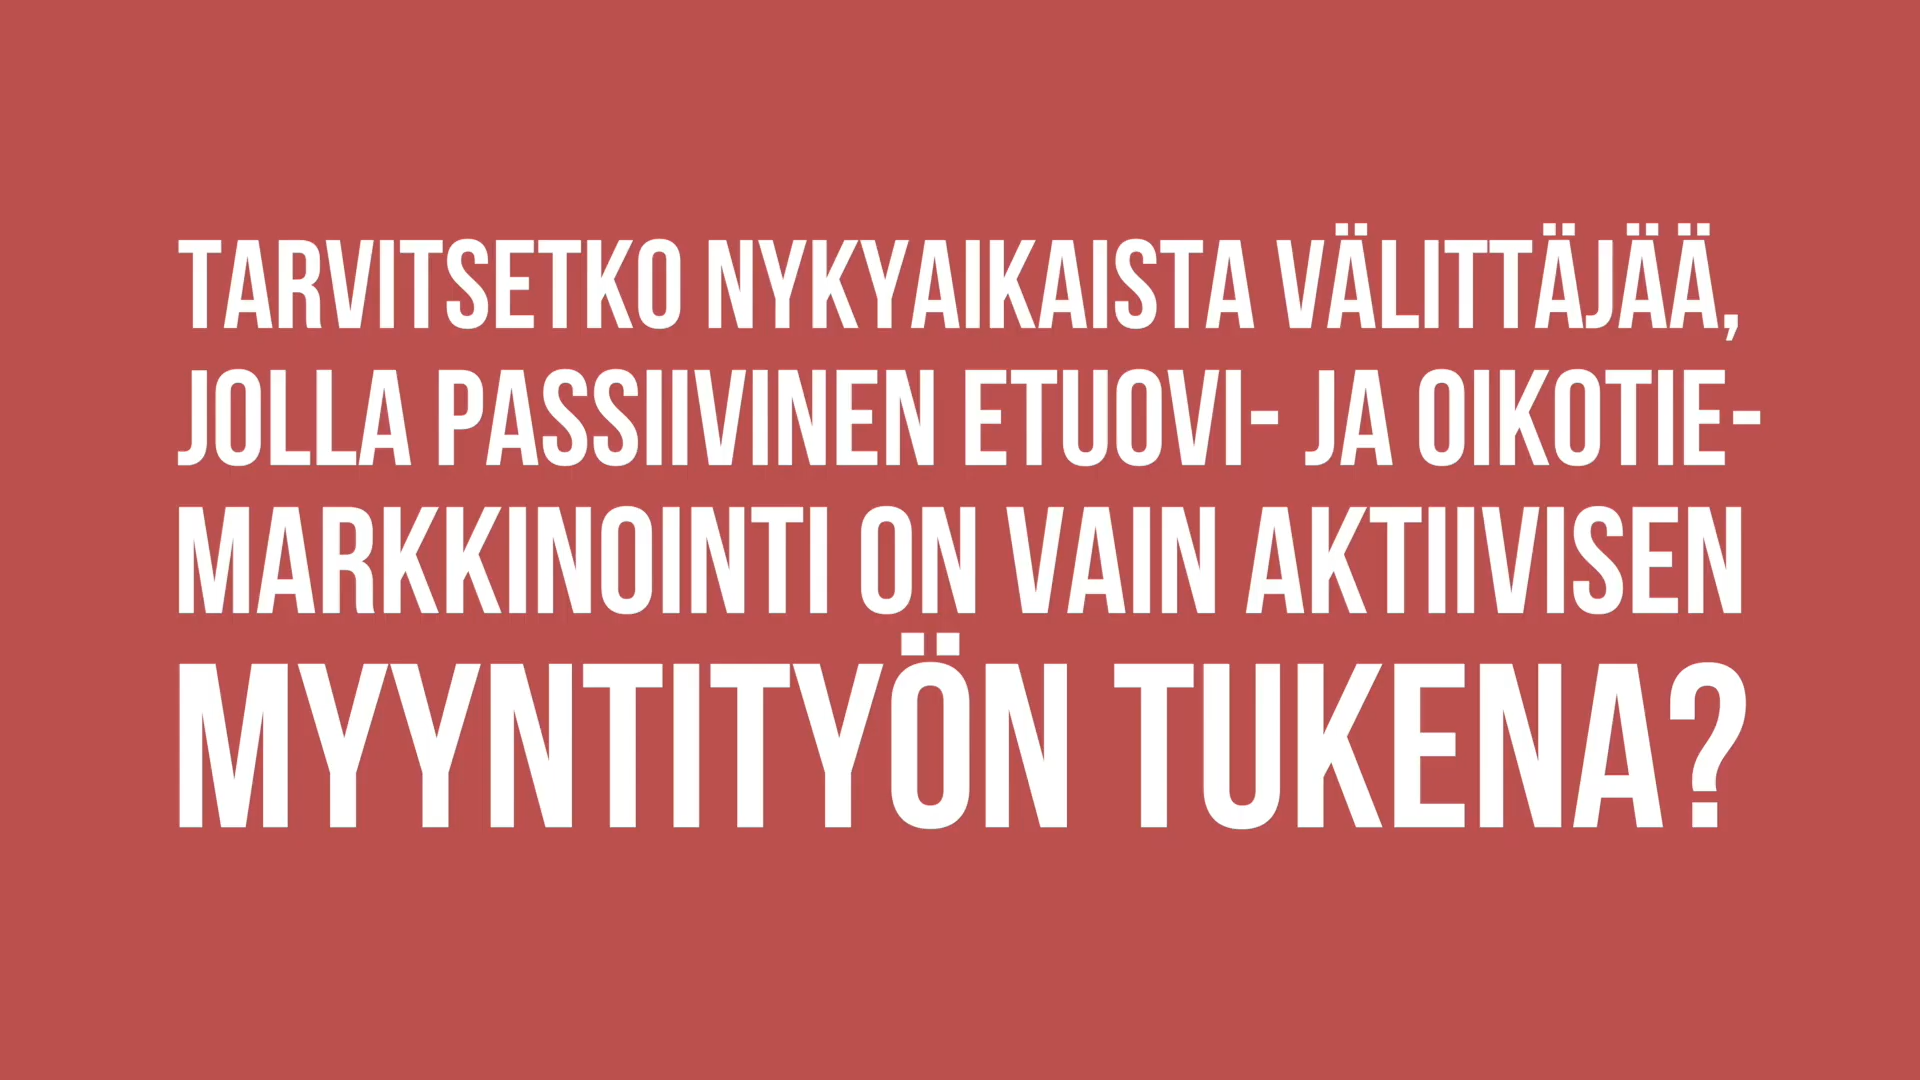 TARVITSETKO NYKYAIKAISTA VÄLITTÄJÄÄ,
JOLLA PASSIIVINEN ETUOVI- JA OIKOTIE-
MARKKINOINTI ON VAIN AKTIIVISEN
MYYNTITYÖN TUKENA?